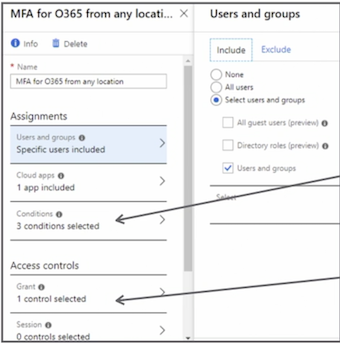 MFA for O365 from any locati...
Info
Delete
* Name
MFA for O365 from any location
Assignments
Users and groups
Specific users included
Cloud apps
1 app included
Conditions
3 conditions selected
Access controls
Grant
1 control selected
Session
0 controls selected
Users and groups
Include
Exclude
None
All users
Select users and groups
All guest users (preview)
Directory roles (preview)
Users and groups
Select